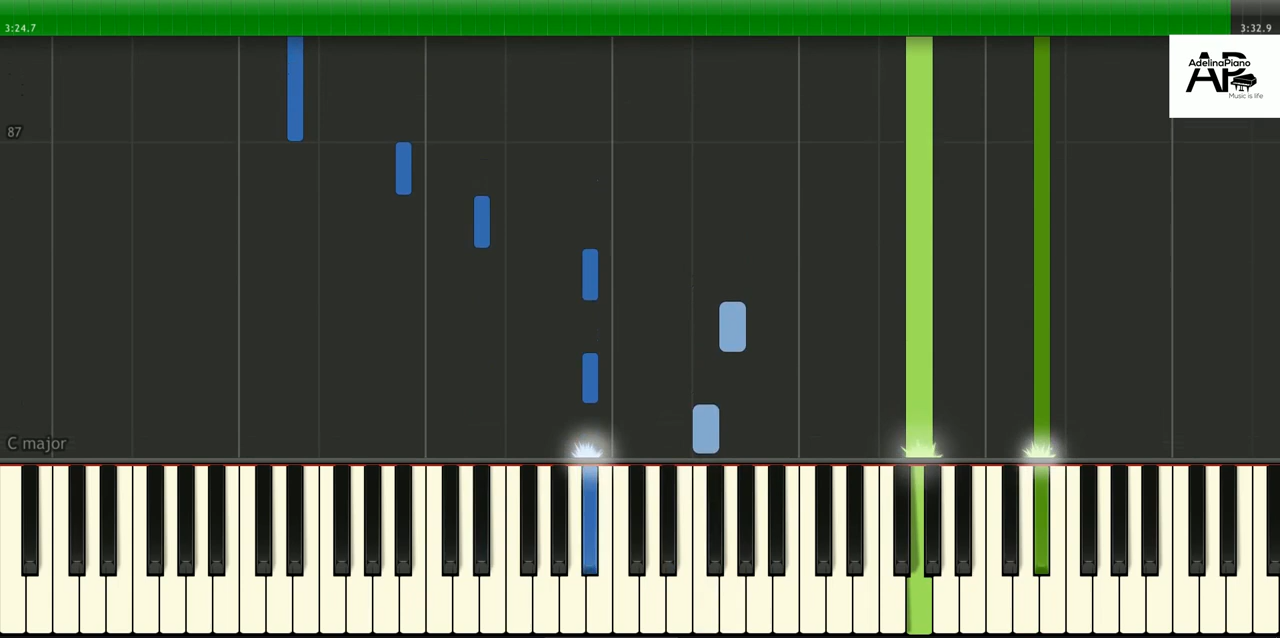 3:24.7
3:32.9
AP
AdelinaPiano
Music is life
87
C major